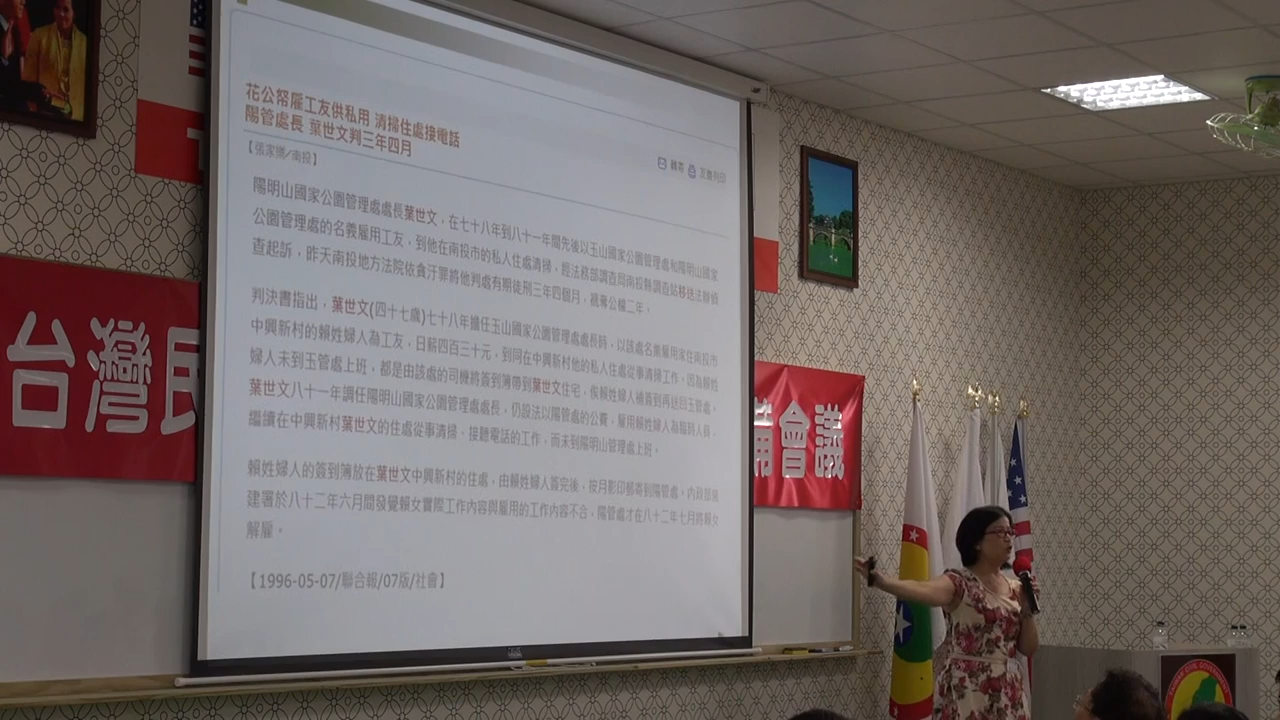 花公帑雇工友供私用 清掃住處接電話
陽管處長 葉世文判三年四月
【張家樂/南投】
轉寄 友善列印
陽明山國家公園管理處處長葉世文，在七十八年到八十一年間先後以玉山國家公園管理處和陽明山國家
公園管理處的名義雇用工友，到他在南投市的私人住處清掃，經法務部調查局南投縣調查站移送法辦偵
查起訴，昨天南投地方法院依貪汙罪將他判處有期徒刑三年四個月，褫奪公權二年。
判決書指出，葉世文(四十七歲)七十八年擔任玉山國家公園管理處處長時，以該處名義雇用家住南投市
中興新村的賴姓婦人為工友，日薪四百三十元，到同在中興新村他的私人住處從事清掃工作，因為賴姓
婦人未到玉管處上班，都是由該處的司機將簽到簿帶到葉世文住宅，俟賴姓婦人補簽到再送回玉管處。
葉世文八十一年調任陽明山國家公園管理處處長，仍設法以陽管處的公費，雇用賴姓婦人為臨時人員，
繼續在中興新村葉世文的住處從事清掃、接聽電話的工作，而未到陽明山管理處上班。
賴姓婦人的簽到簿放在葉世文中興新村的住處，由賴姓婦人簽完後，按月影印郵寄到陽管處，內政部營
建署於八十二年六月間發覺賴女實際工作內容與雇用的工作內容不合，陽管處才在八十二年七月將賴女
解雇。
【1996-05-07/聯合報/07版/社會】
台灣民
備會議